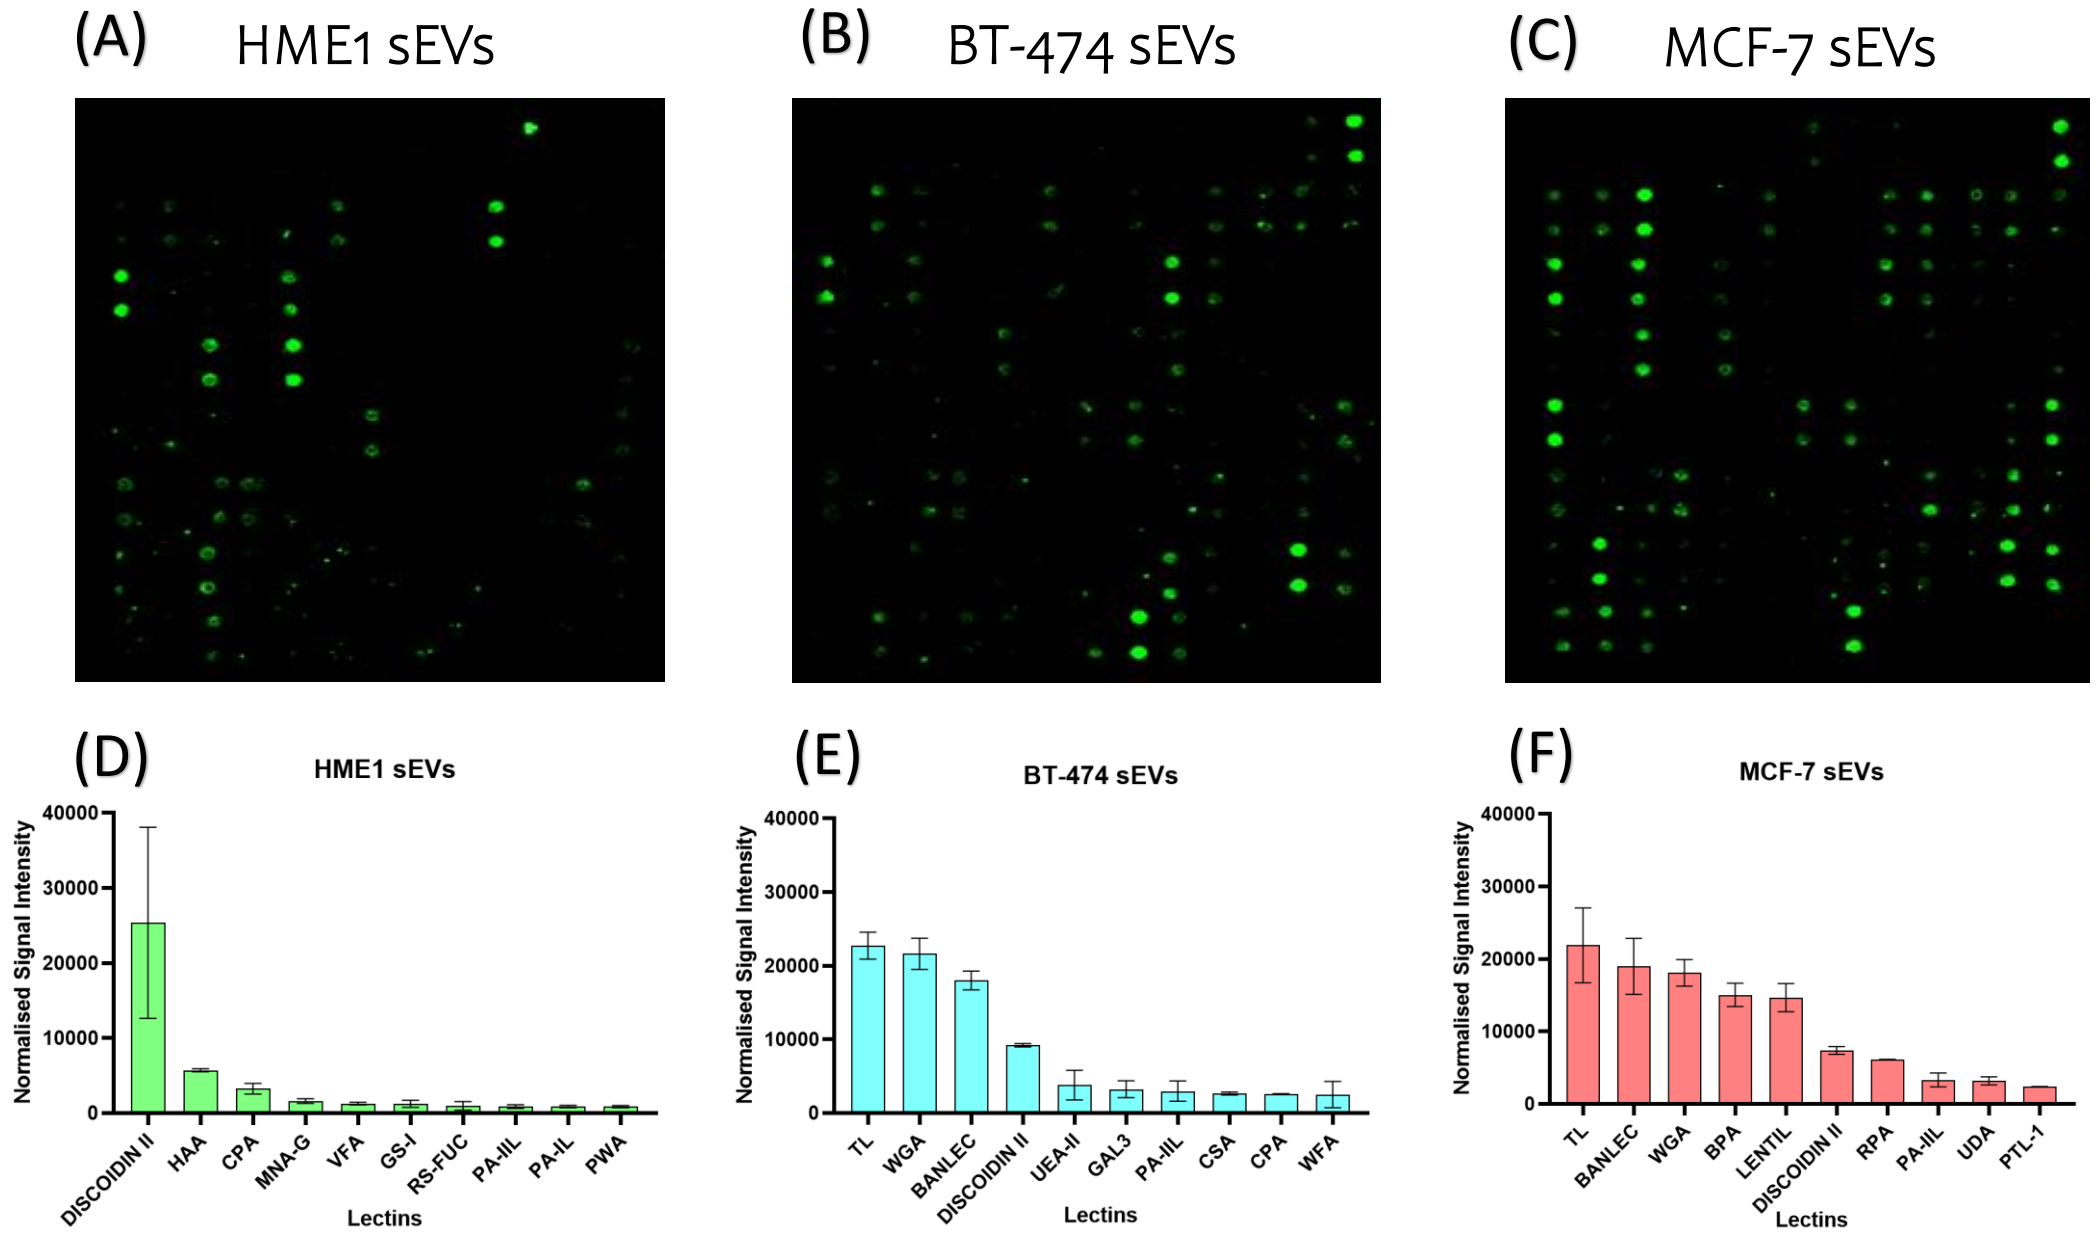 (A) HME1 sEVs
(B) BT-474 sEVs
(C) MCF-7 sEVs
(D)
HME1 sEVs
Normalised Signal Intensity
40000
30000
20000
10000
0
DISCOIDIN II
HAA
CPA
MNA-G
VFA
GS-I
RS-FUC
PA-IIL
PA-IL
PWA
Lectins
(E)
BT-474 sEVs
Normalised Signal Intensity
40000
30000
20000
10000
0
TL
WGA
BANLEC
DISCOIDIN II
UEA-II
GAL3
PA-IIL
CSA
CPA
WFA
Lectins
(F)
MCF-7 sEVs
Normalised Signal Intensity
40000
30000
20000
10000
0
TL
BANLEC
WGA
BPA
LENTIL
DISCOIDIN II
RPA
PA-IIL
UDA
PTL-1
Lectins